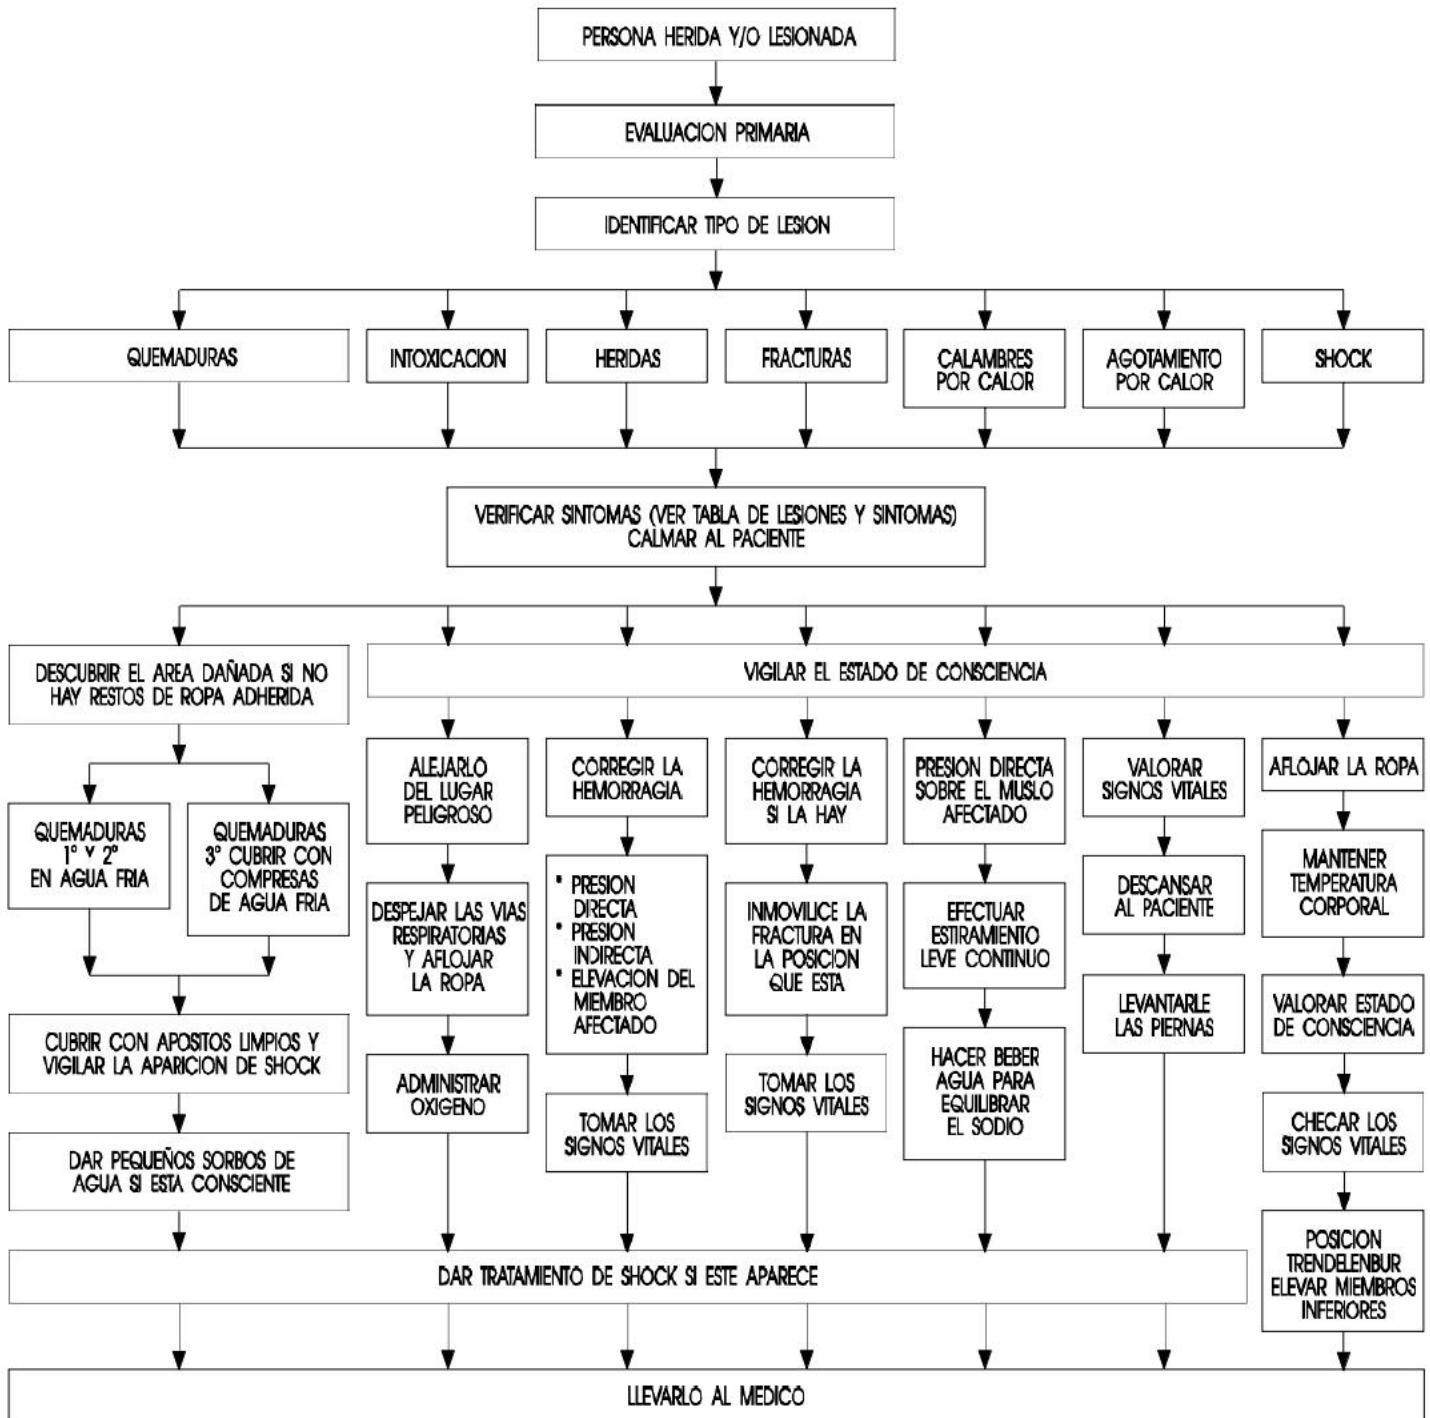 PERSONA HERIDA Y/O LESIONADA
EVALUACION PRIMARIA
IDENTIFICAR TIPO DE LESION
QUEMADURAS
INTOXICACION
HERIDAS
FRACTURAS
CALAMBRES
POR CALOR
AGOTAMIENTO
POR CALOR
SHOCK
VERIFICAR SINTOMAS (VER TABLA DE LESIONES Y SINTOMAS)
CALMAR AL PACIENTE
DESCUBRIR EL AREA DAÑADA SI NO
HAY RESTOS DE ROPA ADHERIDA
VIGILAR EL ESTADO DE CONSCIENCIA
QUEMADURAS
1° Y 2°
EN AGUA FRIA
QUEMADURAS
3° CUBRIR CON
COMPRESAS
DE AGUA FRIA
CUBRIR CON APOSITOS LIMPIOS Y
VIGILAR LA APARICION DE SHOCK
DAR PEQUEÑOS SORBOS DE
AGUA SI ESTA CONSCIENTE
ALEJARLO
DEL LUGAR
PELIGROSO
DESPEJAR LAS VIAS
RESPIRATORIAS
Y AFLOJAR
LA ROPA
ADMINISTRAR
OXIGENO
CORREGIR LA
HEMORRAGIA
* PRESION
DIRECTA
* PRESION
INDIRECTA
* ELEVACION DEL
MIEMBRO
AFECTADO
TOMAR LOS
SIGNOS VITALES
CORREGIR LA
HEMORRAGIA
SI LA HAY
INMOVILICE LA
FRACTURA EN
LA POSICION
QUE ESTA
TOMAR LOS
SIGNOS VITALES
PRESION DIRECTA
SOBRE EL MUSLO
AFECTADO
EFECTUAR
ESTIRAMIENTO
LEVE CONTINUO
HACER BEBER
AGUA PARA
EQUILIBRAR
EL SODIO
VALORAR
SIGNOS VITALES
DESCANSAR
AL PACIENTE
LEVANTARLE
LAS PIERNAS
AFLOJAR LA ROPA
MANTENER
TEMPERATURA
CORPORAL
VALORAR ESTADO
DE CONSCIENCIA
CHECAR LOS
SIGNOS VITALES
POSICION
TRENDELENBUR
ELEVAR MIEMBROS
INFERIORES
DAR TRATAMIENTO DE SHOCK SI ESTE APARECE
LLEVARLO AL MEDICO